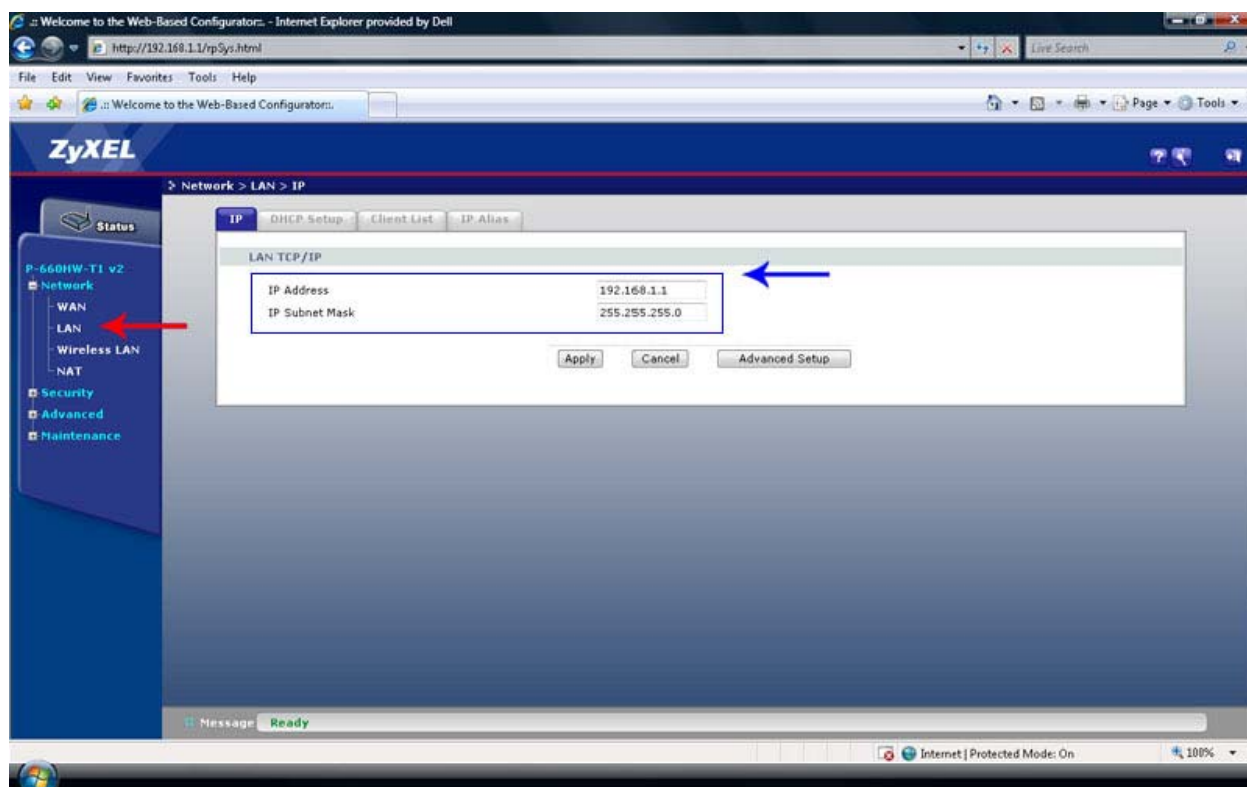 .:: Welcome to the Web-Based Configurator::. - Internet Explorer provided by Dell
http://192.168.1.1/rpSys.html
Live Search
File Edit View Favorites Tools Help
.:: Welcome to the Web-Based Configurator::.
Page Tools
ZyXEL
Network > LAN > IP
Status
IP DHCP Setup Client List IP Alias
LAN TCP/IP
P-660HW-T1 v2
Network
IP Address 192.168.1.1
WAN
IP Subnet Mask 255.255.255.0
LAN
Wireless LAN
Apply Cancel Advanced Setup
NAT
Security
Advanced
Maintenance
Message Ready
Internet | Protected Mode: On 100%